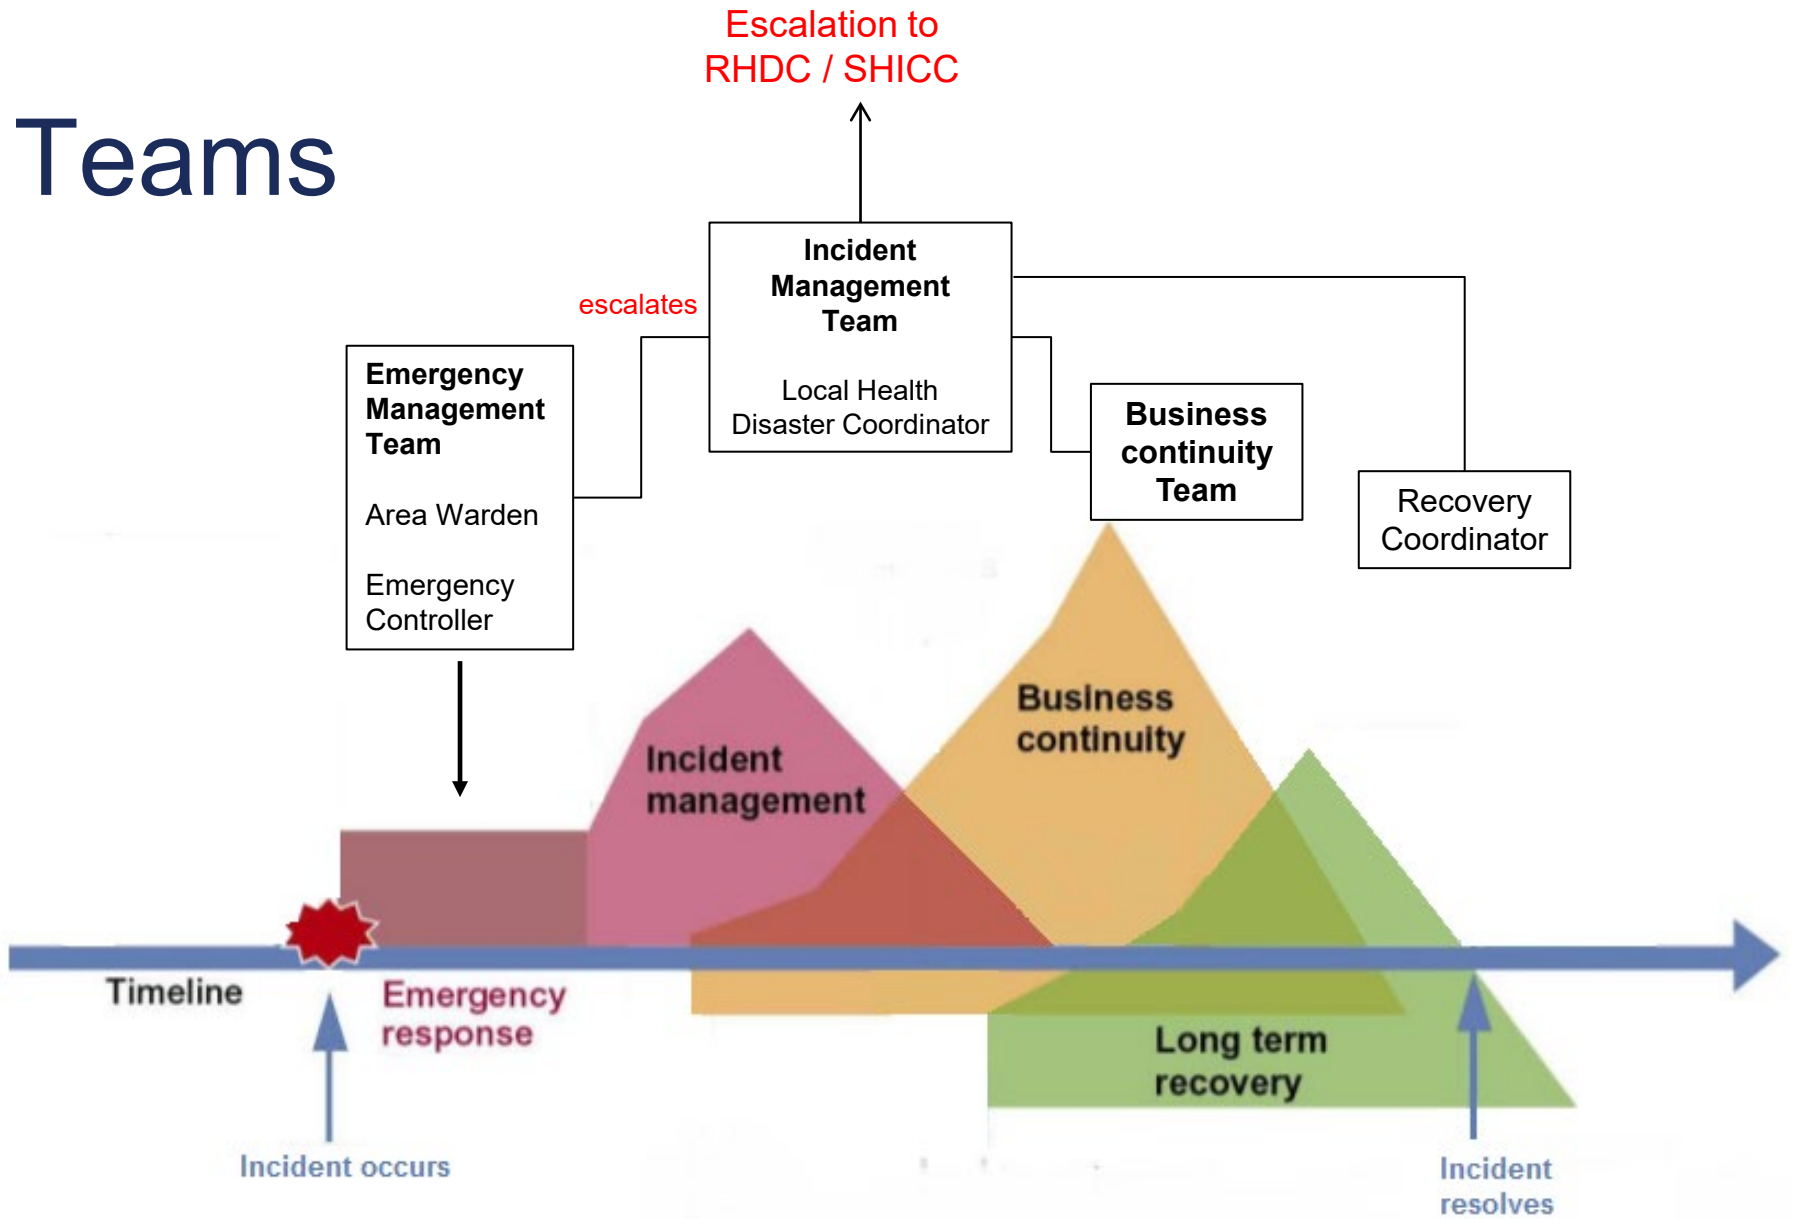 Escalation to
RHDC / SHICC
Teams
Incident
Management
Team
Local Health
Disaster Coordinator
escalates
Emergency
Management
Team
Area Warden
Emergency
Controller
Business
continuity
Team
Recovery
Coordinator
Incident
management
Business
continuity
Timeline
Emergency
response
Long term
recovery
Incident occurs
Incident
resolves